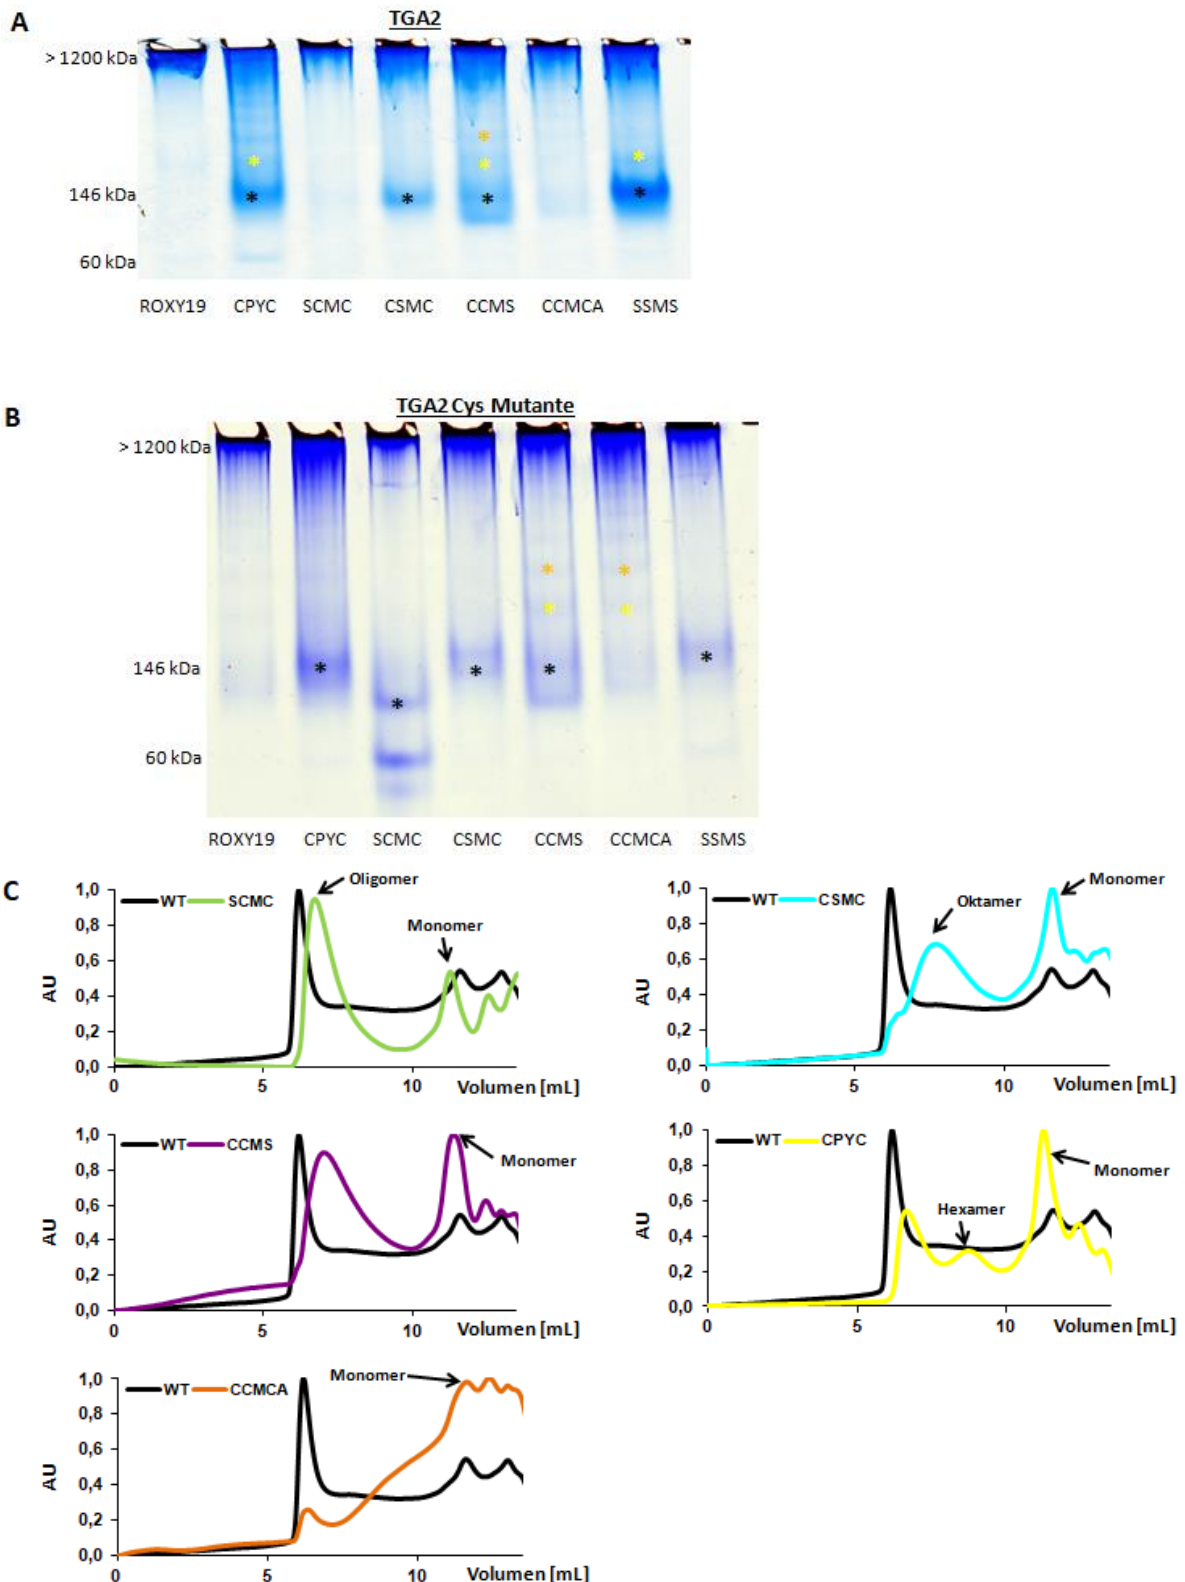 A
TGA2
> 1200 kDa
*
*
*
*
*
146 kDa
*
*
*
*
60 kDa
ROXY19 CPYC SCMC CSMC CCMS CCMCA SSMS
B
TGA2 Cys Mutante
> 1200 kDa
* *
* *
146 kDa
* * * *
*
60 kDa
ROXY19 CPYC SCMC CSMC CCMS CCMCA SSMS
C
1,0
0,8
0,6
0,4
0,2
0,0
AU
WT SCMC
Oligomer
Monomer
0 5 10 Volumen [mL]
1,0
0,8
0,6
0,4
0,2
0,0
AU
WT CSMC
Oktamer
Monomer
0 5 10 Volumen [mL]
1,0
0,8
0,6
0,4
0,2
0,0
AU
WT CCMS
Monomer
0 5 10 Volumen [mL]
1,0
0,8
0,6
0,4
0,2
0,0
AU
WT CPYC
Hexamer
Monomer
0 5 10 Volumen [mL]
1,0
0,8
0,6
0,4
0,2
0,0
AU
WT CCMCA
Monomer
0 5 10 Volumen [mL]